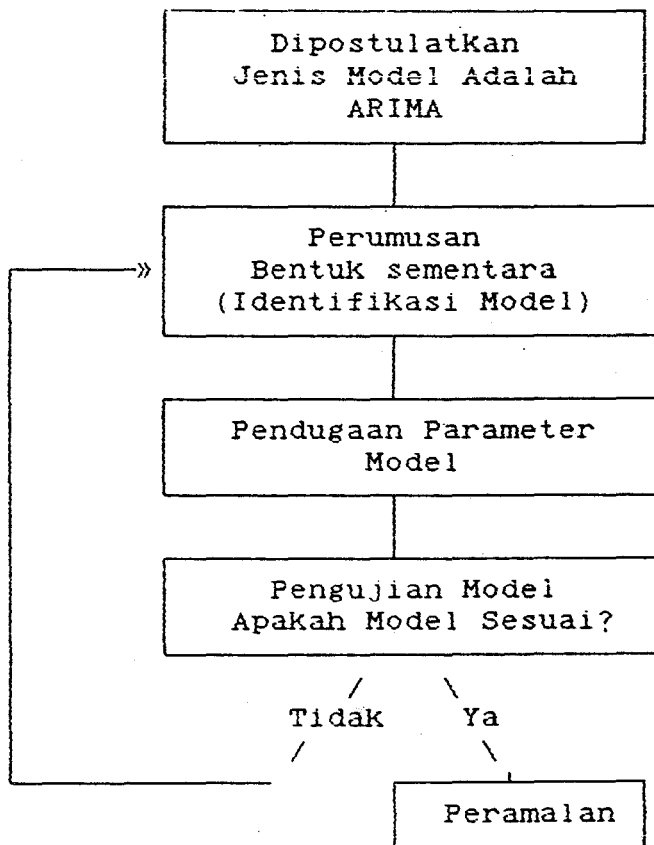 Dipostulatkan
Jenis Model Adalah
ARIMA
Perumusan
Bentuk sementara
(Identifikasi Model)
Pendugaan Parameter
Model
Pengujian Model
Apakah Model Sesuai?
Tidak Ya
Peramalan